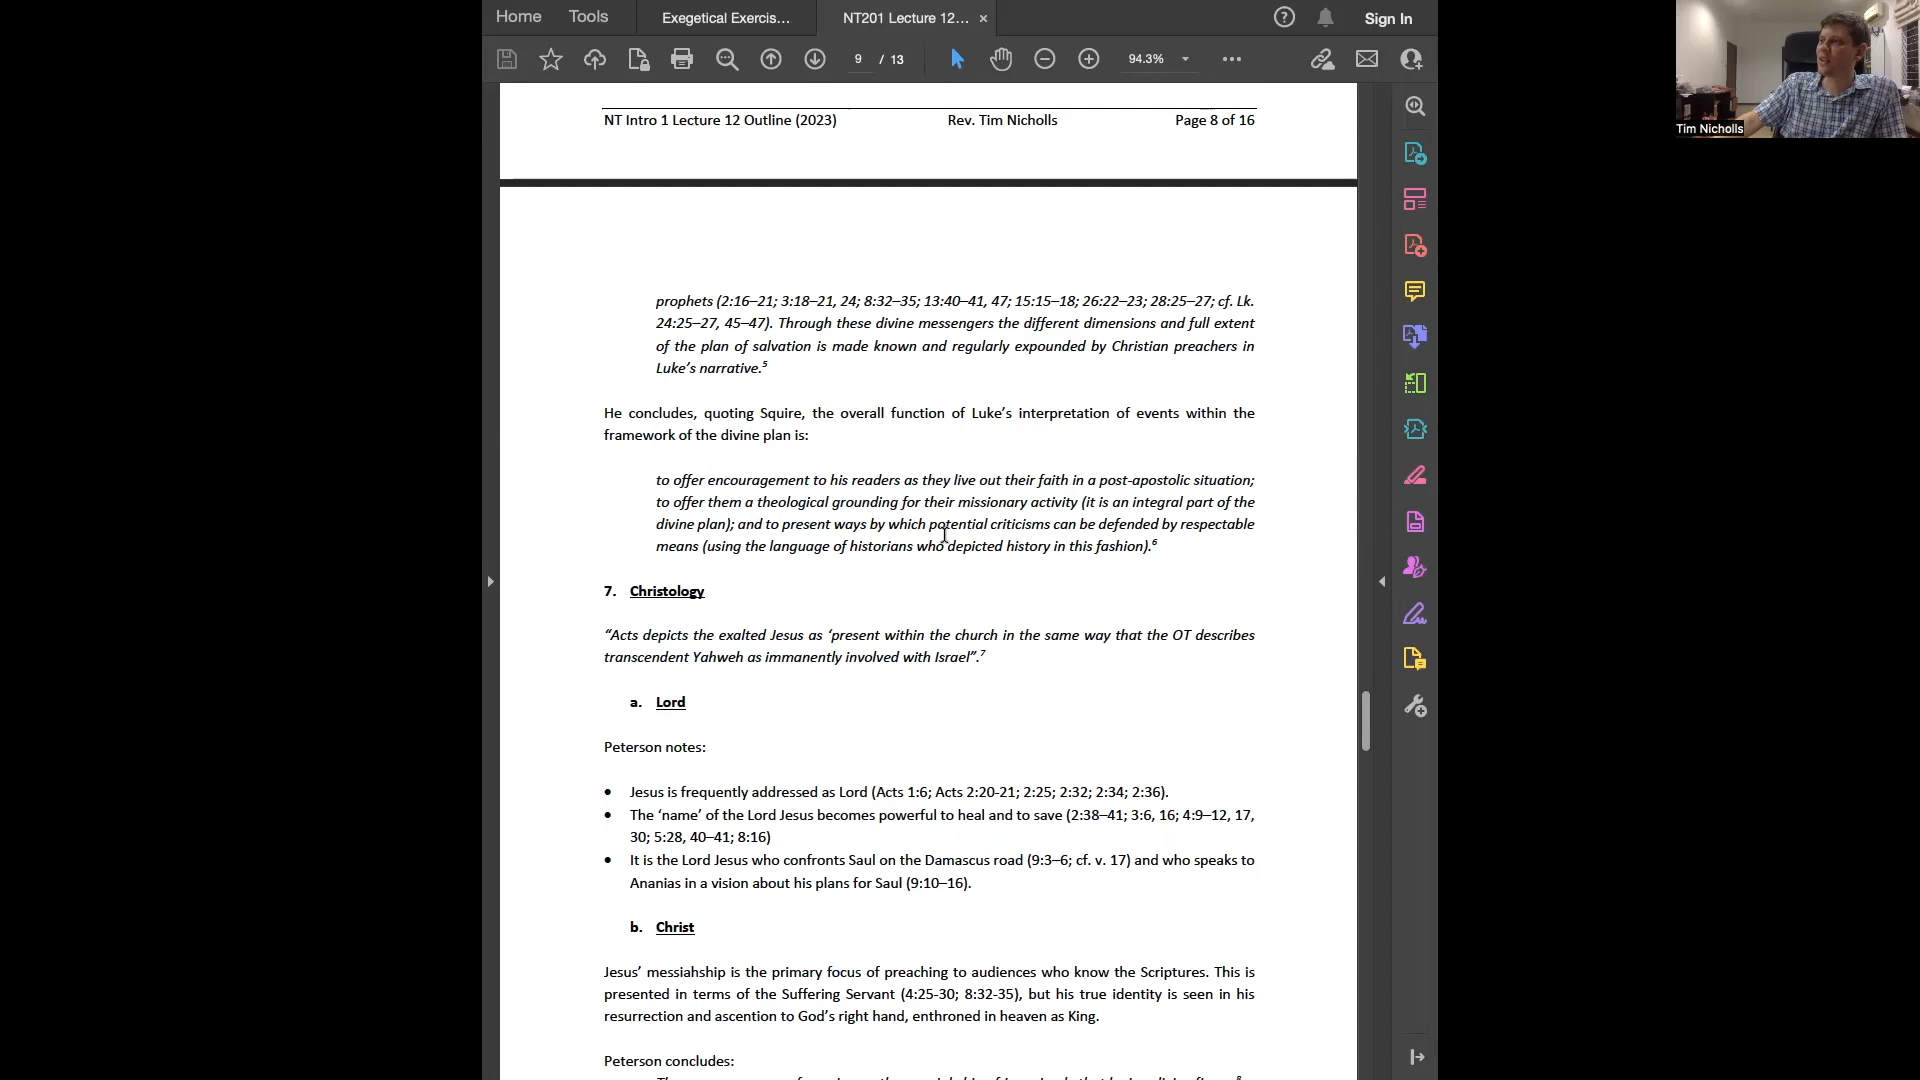 Home Tools Exegetical Exercis... NT201 Lecture 12... × Sign In
9 / 13 94.3%
Tim Nicholls
NT Intro 1 Lecture 12 Outline (2023) Rev. Tim Nicholls Page 8 of 16
prophets (2:16–21; 3:18–21, 24; 8:32–35; 13:40–41, 47; 15:15–18; 26:22–23; 28:25–27; cf. Lk.
24:25–27, 45–47). Through these divine messengers the different dimensions and full extent
of the plan of salvation is made known and regularly expounded by Christian preachers in
Luke’s narrative.5
He concludes, quoting Squire, the overall function of Luke’s interpretation of events within the
framework of the divine plan is:
to offer encouragement to his readers as they live out their faith in a post-apostolic situation;
to offer them a theological grounding for their missionary activity (it is an integral part of the
divine plan); and to present ways by which potential criticisms can be defended by respectable
means (using the language of historians who depicted history in this fashion).6
7. Christology
“Acts depicts the exalted Jesus as ‘present within the church in the same way that the OT describes
transcendent Yahweh as immanently involved with Israel”.7
a. Lord
Peterson notes:
• Jesus is frequently addressed as Lord (Acts 1:6; Acts 2:20-21; 2:25; 2:32; 2:34; 2:36).
• The ‘name’ of the Lord Jesus becomes powerful to heal and to save (2:38–41; 3:6, 16; 4:9–12, 17,
30; 5:28, 40–41; 8:16)
• It is the Lord Jesus who confronts Saul on the Damascus road (9:3–6; cf. v. 17) and who speaks to
Ananias in a vision about his plans for Saul (9:10–16).
b. Christ
Jesus’ messiahship is the primary focus of preaching to audiences who know the Scriptures. This is
presented in terms of the Suffering Servant (4:25-30; 8:32-35), but his true identity is seen in his
resurrection and ascention to God’s right hand, enthroned in heaven as King.
Peterson concludes: